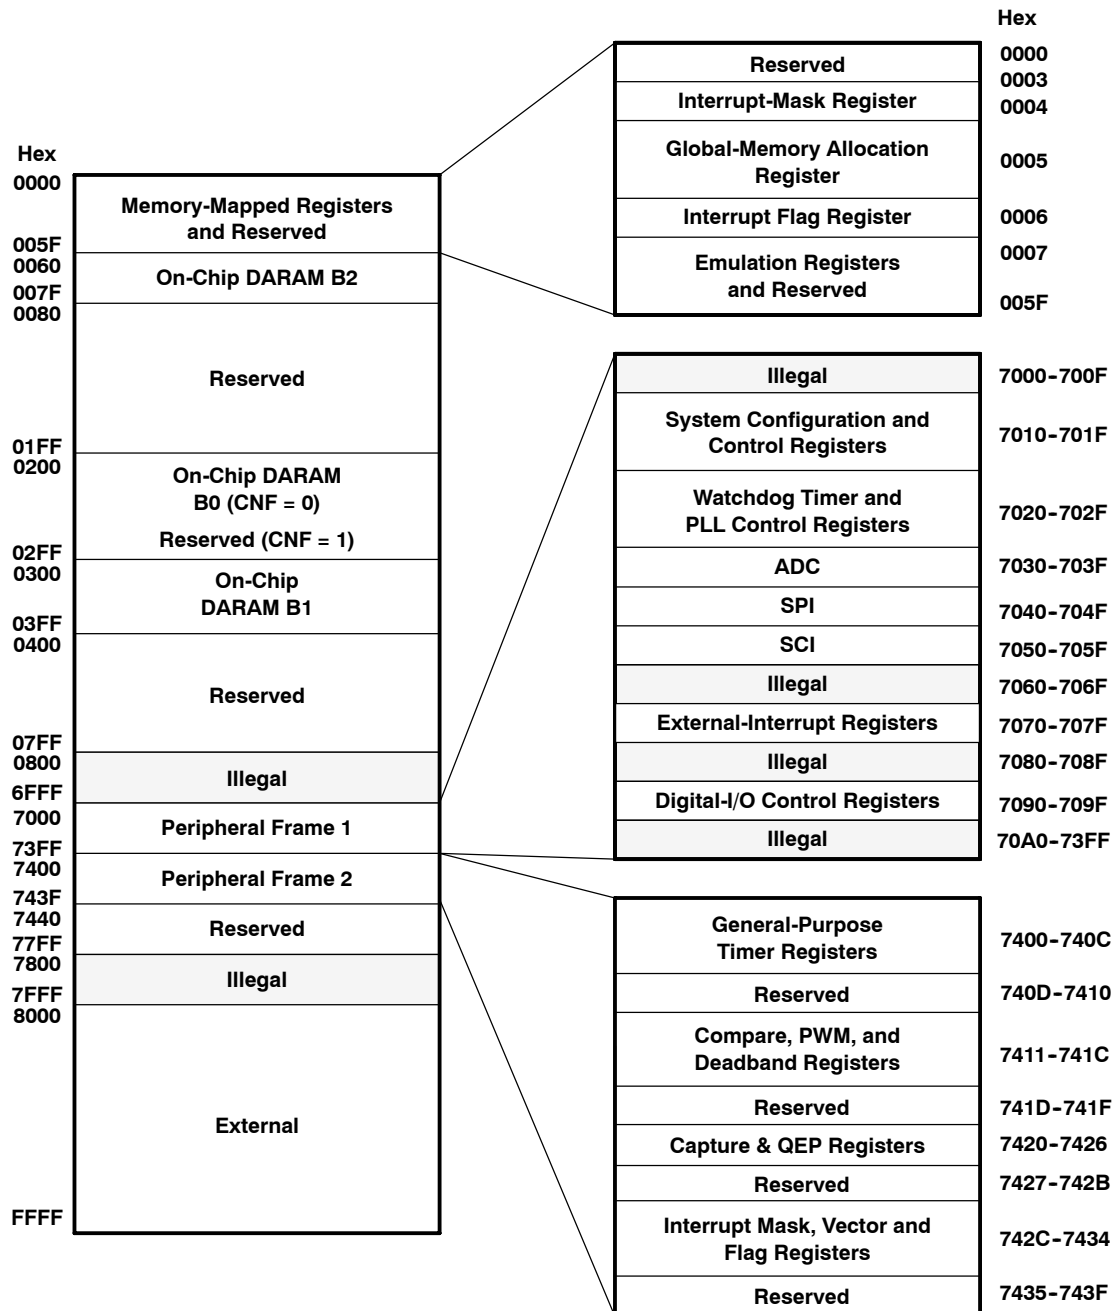 Hex
0000
Memory-Mapped Registers
and Reserved
005F
0060
On-Chip DARAM B2
007F
0080
Reserved
01FF
0200
On-Chip DARAM
B0 (CNF = 0)
Reserved (CNF = 1)
02FF
0300
On-Chip
DARAM B1
03FF
0400
Reserved
07FF
0800
Illegal
6FFF
7000
Peripheral Frame 1
73FF
7400
Peripheral Frame 2
743F
7440
Reserved
77FF
7800
Illegal
7FFF
8000
External
FFFF
Hex
0000
Reserved
0003
Interrupt-Mask Register
0004
Global-Memory Allocation
Register
0005
Interrupt Flag Register
0006
0007
Emulation Registers
and Reserved
005F
Illegal
7000-700F
System Configuration and
Control Registers
7010-701F
Watchdog Timer and
PLL Control Registers
7020-702F
ADC
7030-703F
SPI
7040-704F
SCI
7050-705F
Illegal
7060-706F
External-Interrupt Registers
7070-707F
Illegal
7080-708F
Digital-I/O Control Registers
7090-709F
Illegal
70A0-73FF
General-Purpose
Timer Registers
7400-740C
Reserved
740D-7410
Compare, PWM, and
Deadband Registers
7411-741C
Reserved
741D-741F
Capture & QEP Registers
7420-7426
Reserved
7427-742B
Interrupt Mask, Vector and
Flag Registers
742C-7434
Reserved
7435-743F